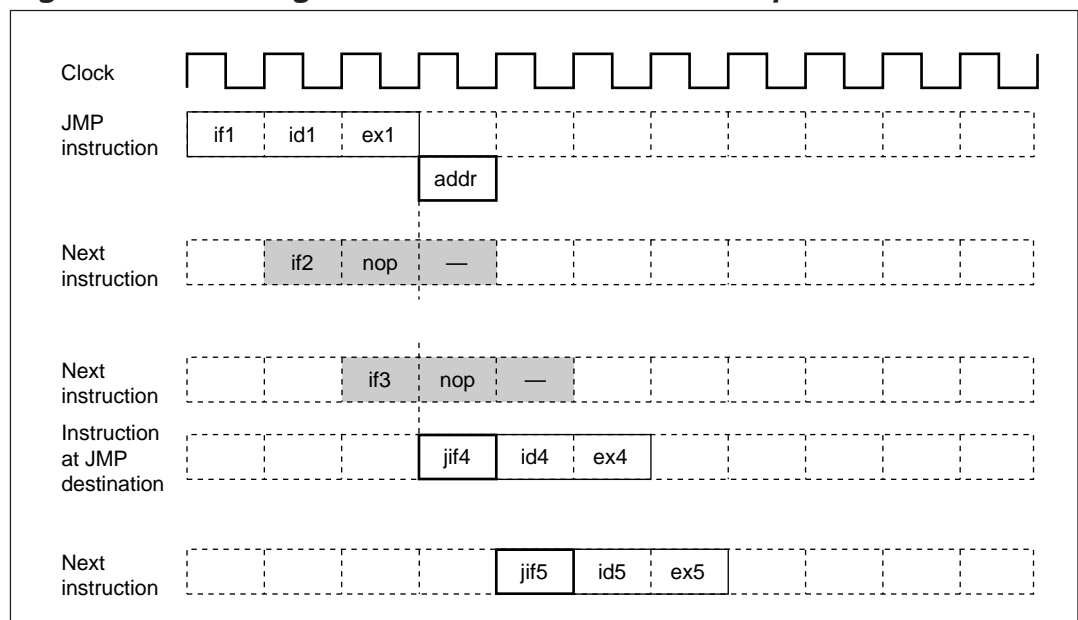 Clock
JMP
instruction
if1 id1 ex1
addr
Next
instruction
if2 nop —
Next
instruction
if3 nop —
Instruction
at JMP
destination
jif4 id4 ex4
Next
instruction
jif5 id5 ex5